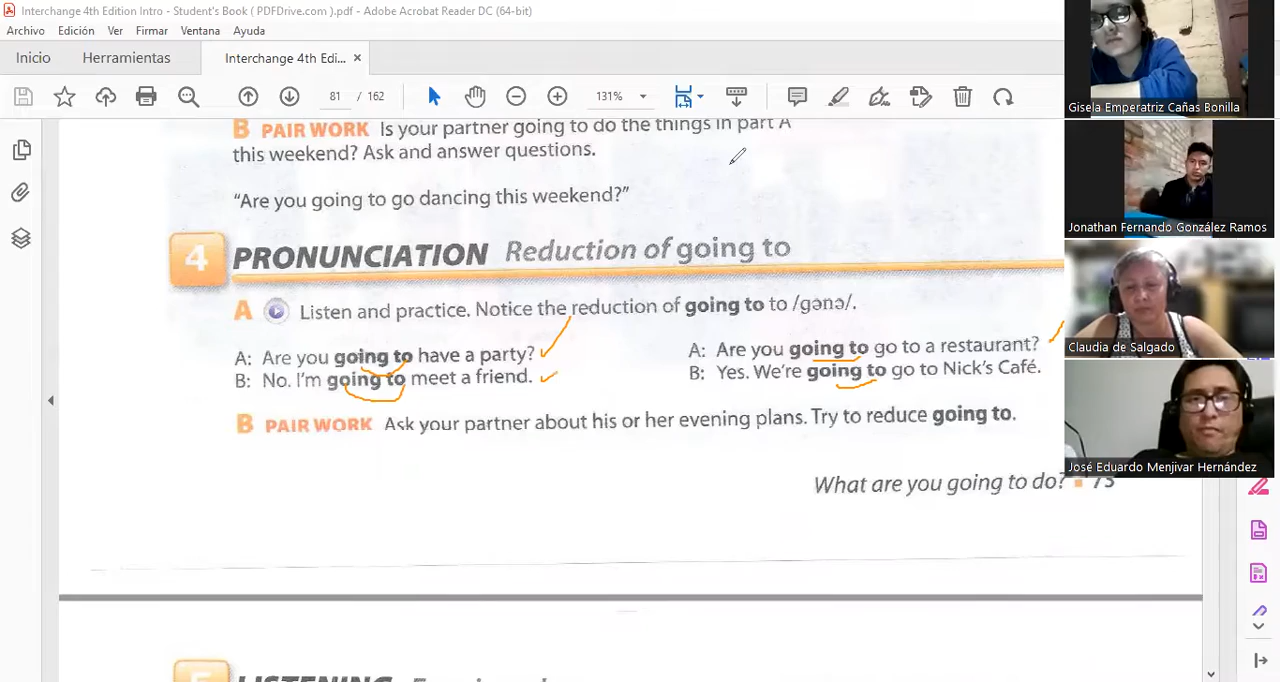 Interchange 4th Edition Intro - Student's Book ( PDFDrive.com ).pdf - Adobe Acrobat Reader DC (64-bit)
Archivo Edición Ver Firmar Ventana Ayuda
Inicio Herramientas Interchange 4th Edi... ×
81 / 162 131%
B PAIR WORK Is your partner going to do the things in part A
this weekend? Ask and answer questions.
"Are you going to go dancing this weekend?"
4 PRONUNCIATION Reduction of going to
A Listen and practice. Notice the reduction of going to to /gənə/.
A: Are you going to have a party?
B: No. I'm going to meet a friend.
A: Are you going to go to a restaurant?
B: Yes. We're going to go to Nick's Café.
B PAIR WORK Ask your partner about his or her evening plans. Try to reduce going to.
What are you going to do? 73
LISTENING
Gisela Emperatriz Cañas Bonilla
Jonathan Fernando González Ramos
Claudia de Salgado
José Eduardo Menjivar Hernández